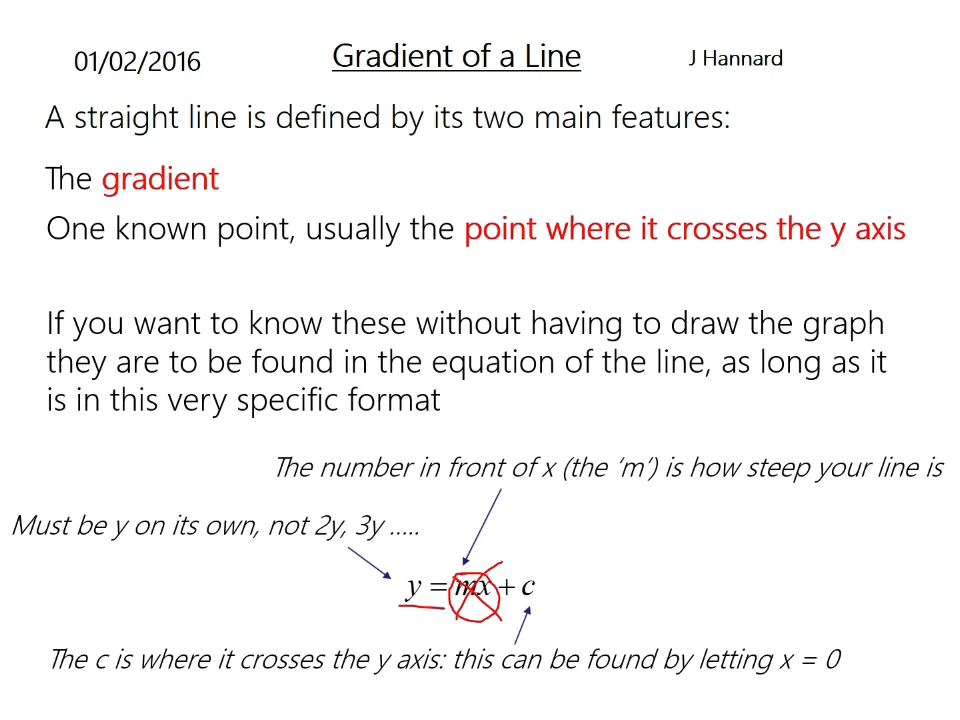 01/02/2016 Gradient of a Line J Hannard
A straight line is defined by its two main features:
The gradient
One known point, usually the point where it crosses the y axis
If you want to know these without having to draw the graph
they are to be found in the equation of the line, as long as it
is in this very specific format
The number in front of x (the ‘m’) is how steep your line is
Must be y on its own, not 2y, 3y .....
y = mx + c
The c is where it crosses the y axis: this can be found by letting x = 0